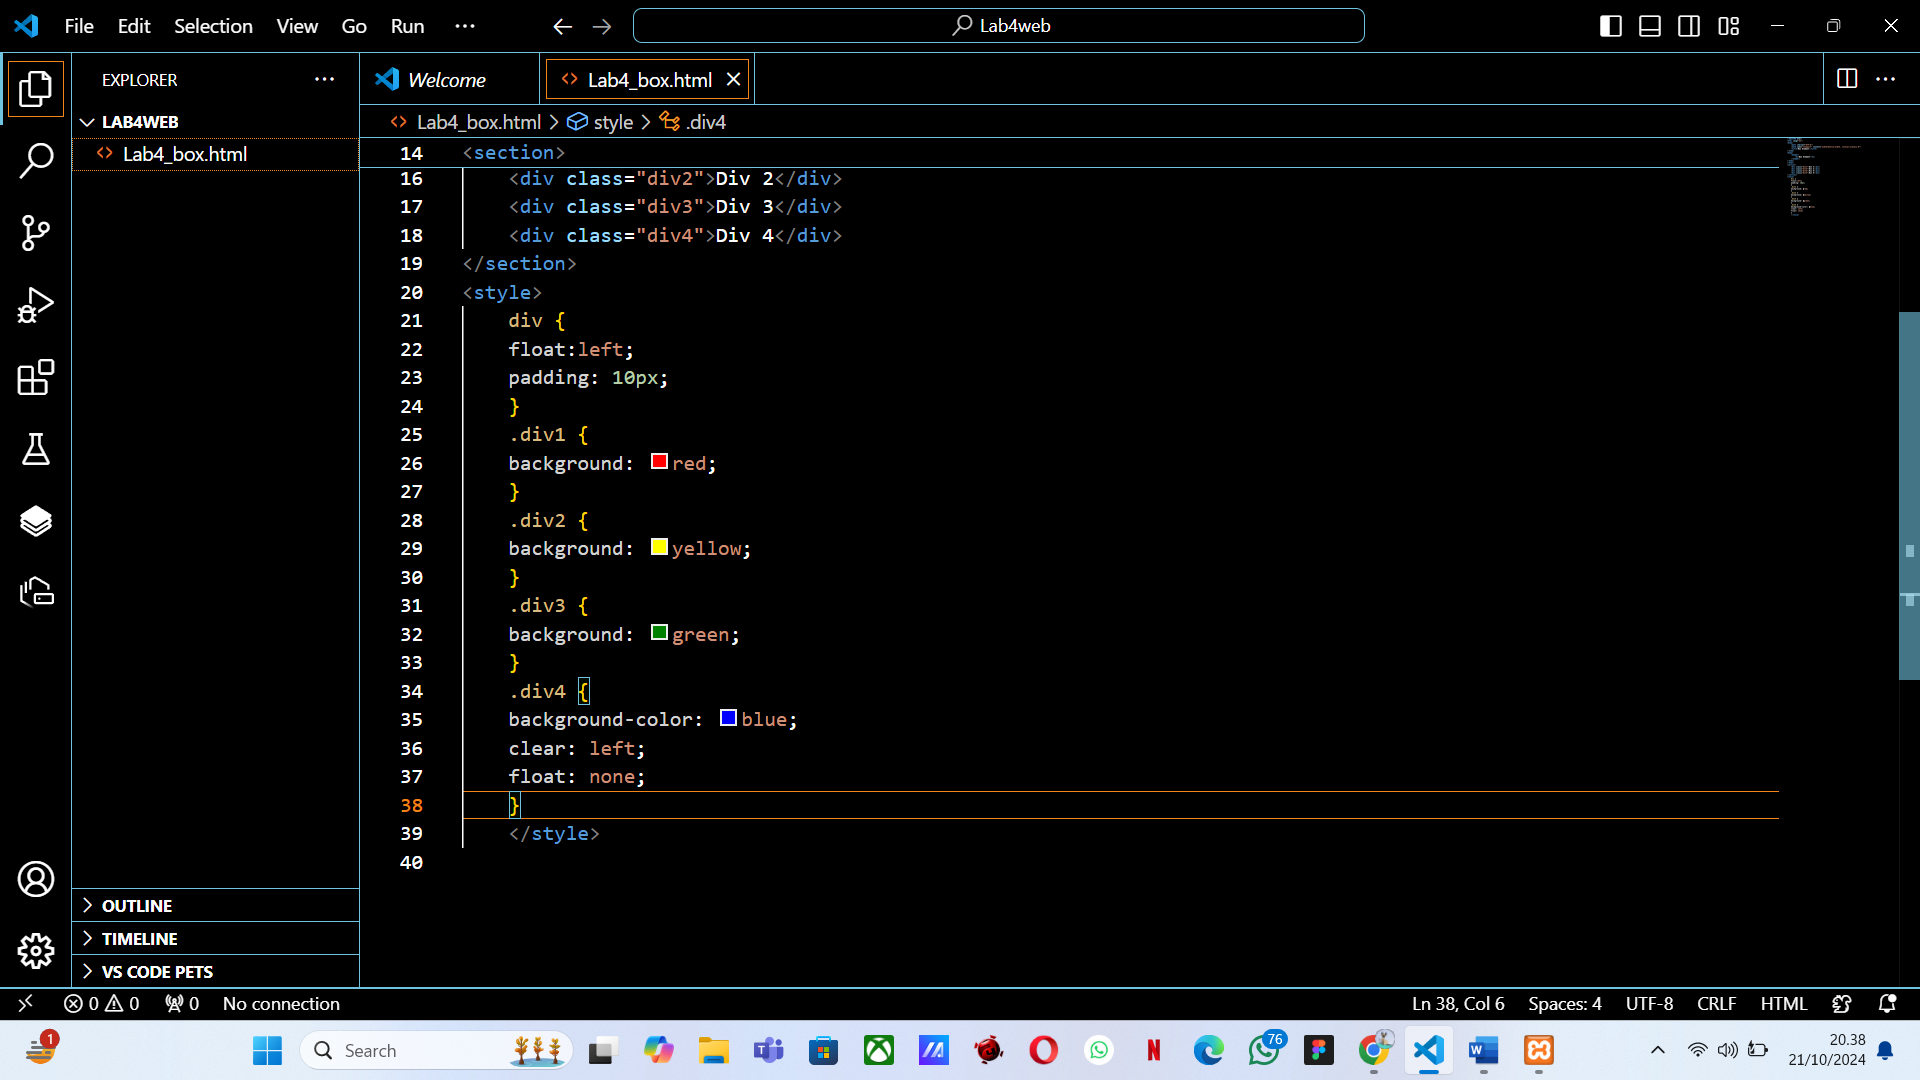 File Edit Selection View Go Run ··· Lab4web
EXPLORER ···
LAB4WEB
Lab4_box.html
OUTLINE
TIMELINE
VS CODE PETS
Welcome Lab4_box.html
Lab4_box.html > style > .div4
14 <section>
16 <div class="div2">Div 2</div>
17 <div class="div3">Div 3</div>
18 <div class="div4">Div 4</div>
19 </section>
20 <style>
21 div {
22 float:left;
23 padding: 10px;
24 }
25 .div1 {
26 background: red;
27 }
28 .div2 {
29 background: yellow;
30 }
31 .div3 {
32 background: green;
33 }
34 .div4 {
35 background-color: blue;
36 clear: left;
37 float: none;
38 }
39 </style>
40
0 0 0 No connection Ln 38, Col 6 Spaces: 4 UTF-8 CRLF HTML
1 Search 76 20.38
21/10/2024